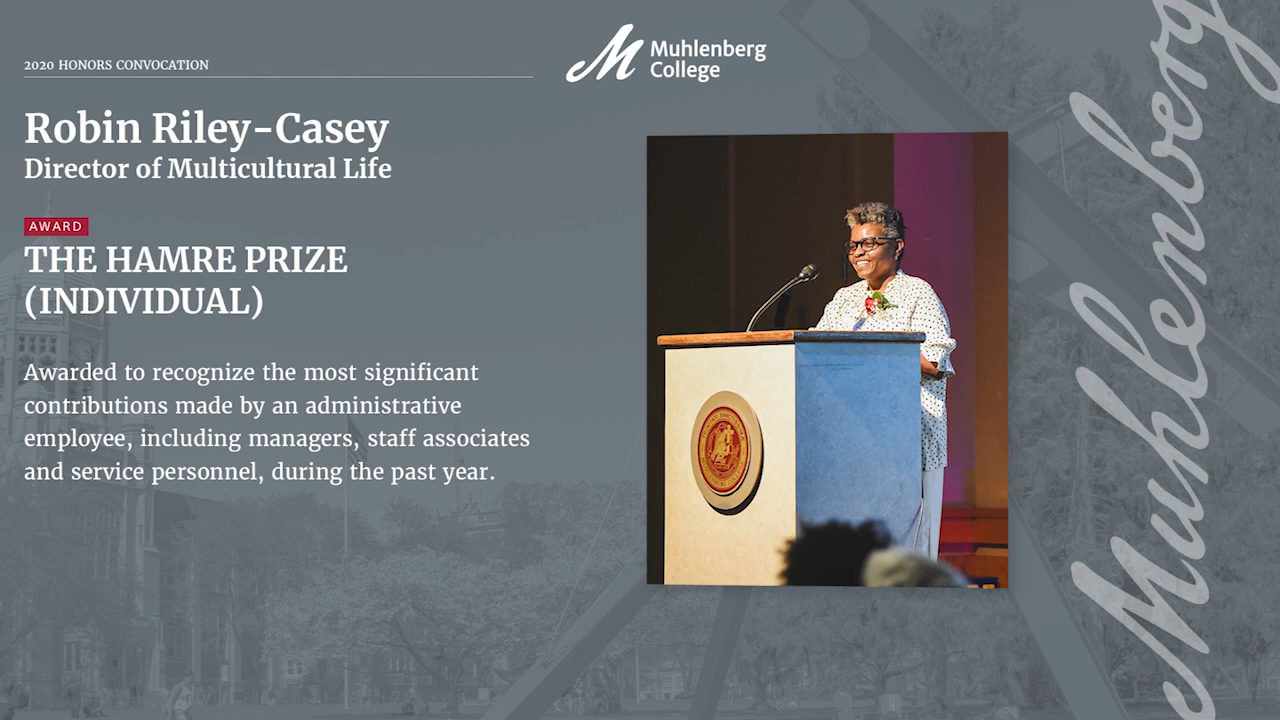 2020 HONORS CONVOCATION
Muhlenberg
College
Robin Riley-Casey
Director of Multicultural Life
AWARD
THE HAMRE PRIZE
(INDIVIDUAL)
Awarded to recognize the most significant
contributions made by an administrative
employee, including managers, staff associates
and service personnel, during the past year.
Muhlenberg